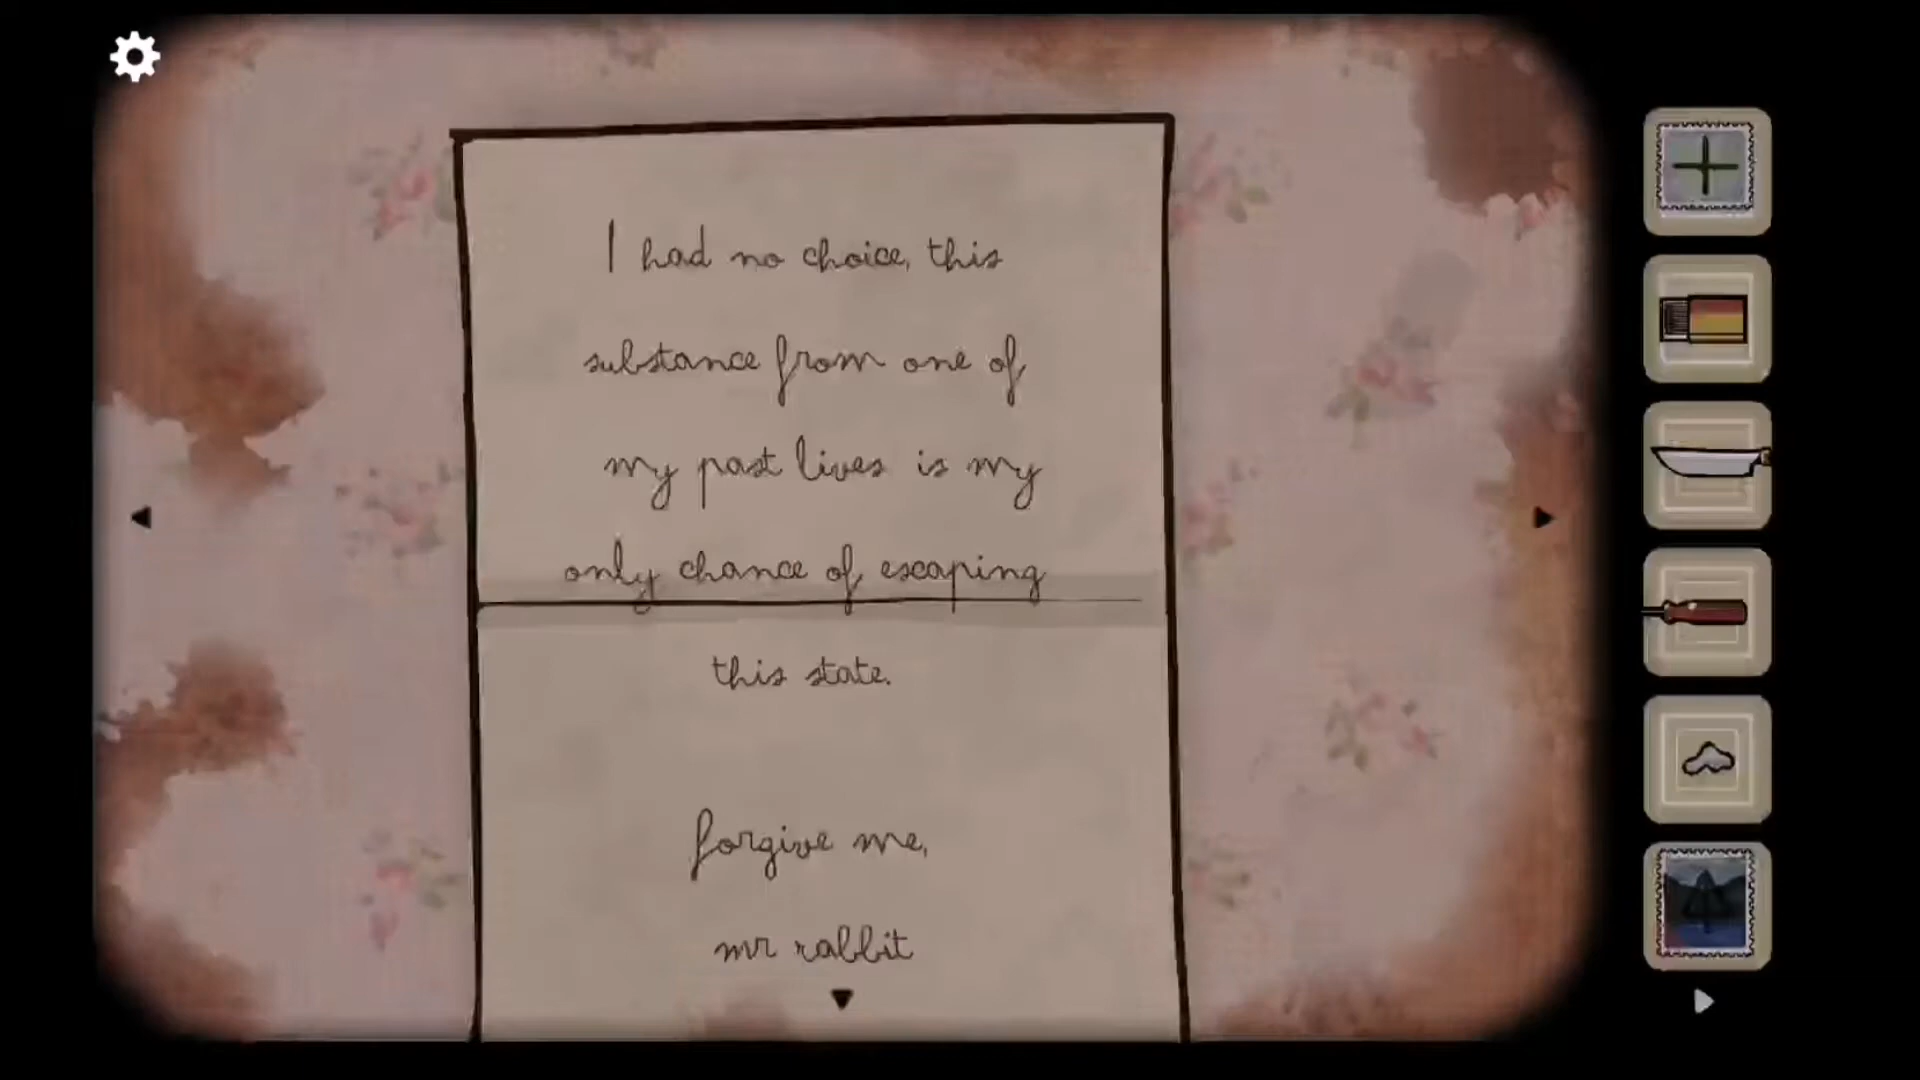 I had no choice, this
substance from one of
my past lives is my
only chance of escaping
this state.
forgive me,
mr rabbit